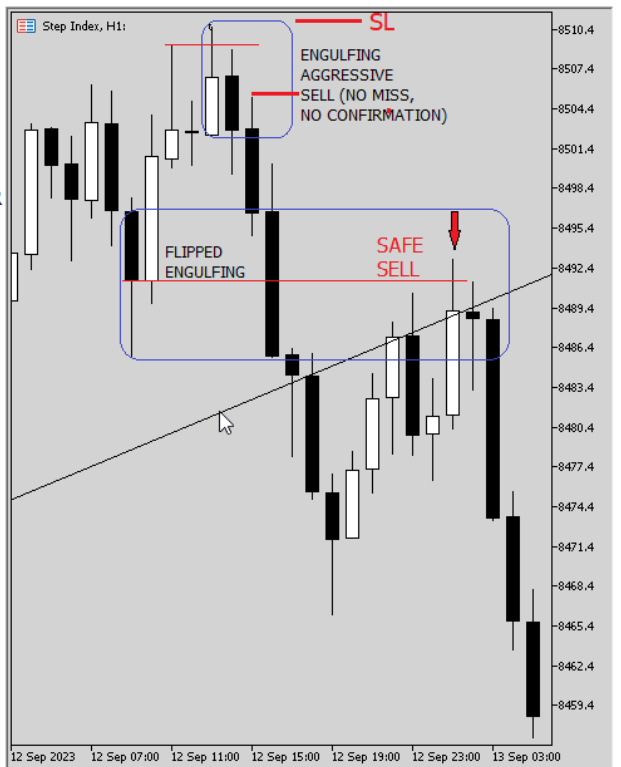 Step Index, H1:
SL
ENGULFING
AGGRESSIVE
SELL (NO MISS,
NO CONFIRMATION)
FLIPPED
ENGULFING
SAFE
SELL
8510.4
8507.4
8504.4
8501.4
8498.4
8495.4
8492.4
8489.4
8486.4
8483.4
8480.4
8477.4
8474.4
8471.4
8468.4
8465.4
8462.4
8459.4
12 Sep 2023 12 Sep 07:00 12 Sep 11:00 12 Sep 15:00 12 Sep 19:00 12 Sep 23:00 13 Sep 03:00